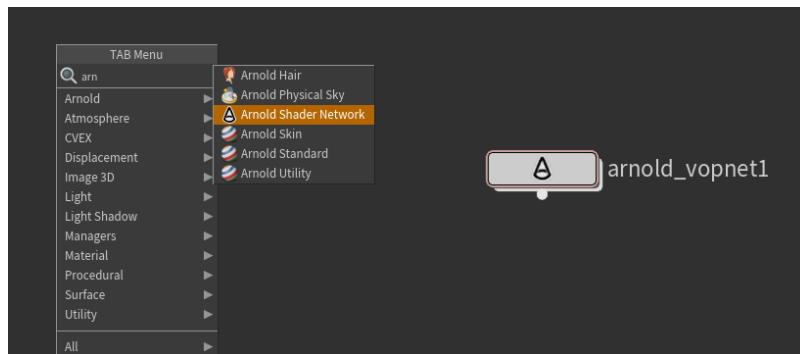 TAB Menu
arn
Arnold
Atmosphere
CVEX
Displacement
Image 3D
Light
Light Shadow
Managers
Material
Procedural
Surface
Utility
All
Arnold Hair
Arnold Physical Sky
Arnold Shader Network
Arnold Skin
Arnold Standard
Arnold Utility
arnold_vopnet1